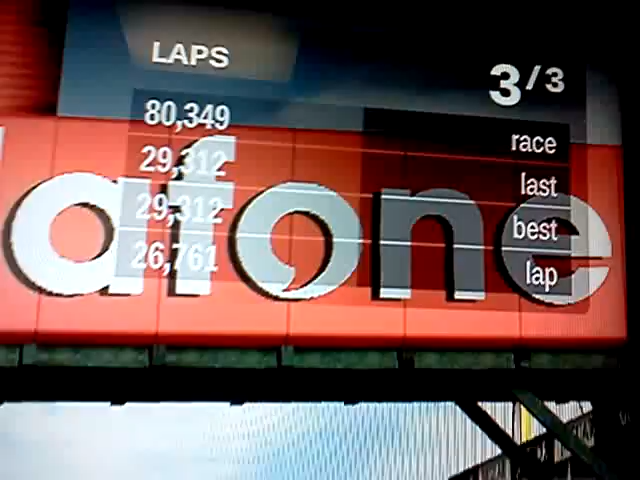 LAPS 3/3
80,349 race
29,312 last
29,312 best
26,761 lap
afone